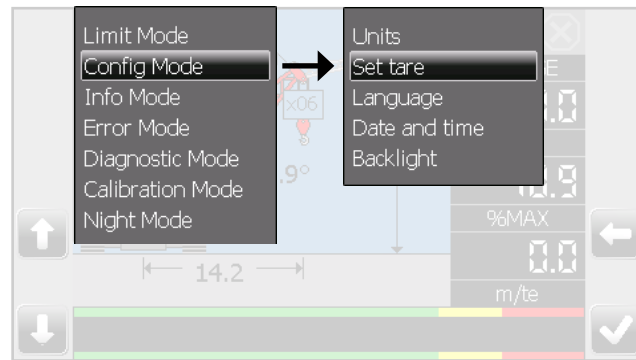 Limit Mode
Config Mode
Info Mode
Error Mode
Diagnostic Mode
Calibration Mode
Night Mode
Units
Set tare
Language
Date and time
Backlight
x06
.9°
14.2
E
.0
%MAX
0.0
m/te